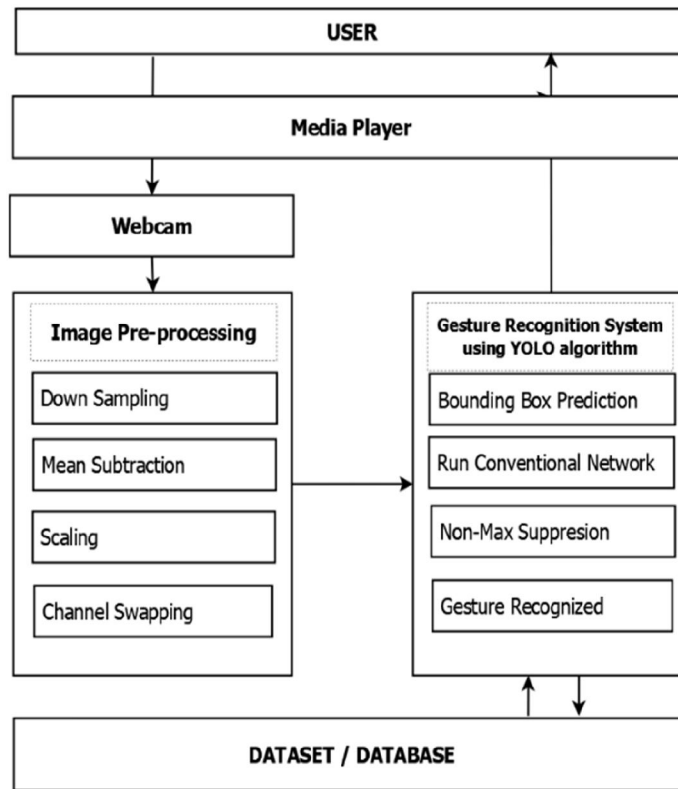 USER
Media Player
Webcam
Image Pre-processing
Down Sampling
Mean Subtraction
Scaling
Channel Swapping
Gesture Recognition System
using YOLO algorithm
Bounding Box Prediction
Run Conventional Network
Non-Max Suppresion
Gesture Recognized
DATASET / DATABASE